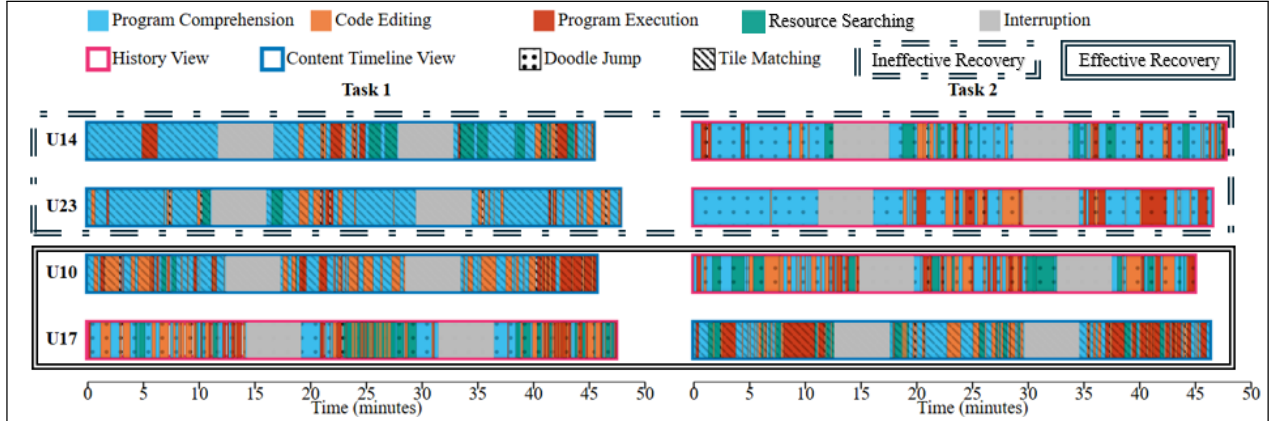 Program Comprehension Code Editing Program Execution Resource Searching Interruption
History View Content Timeline View Doodle Jump Tile Matching Ineffective Recovery Effective Recovery
Task 1 Task 2
U14
U23
U10
U17
0 5 10 15 20 25 30 35 40 45 50 0 5 10 15 20 25 30 35 40 45 50
Time (minutes) Time (minutes)